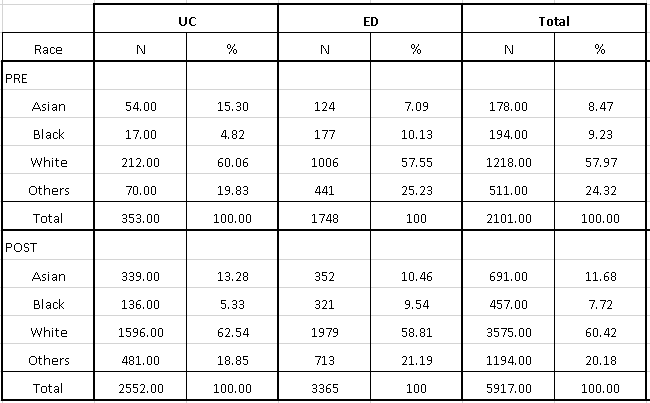 UC ED Total
Race N % N % N %
PRE
Asian 54.00 15.30 124 7.09 178.00 8.47
Black 17.00 4.82 177 10.13 194.00 9.23
White 212.00 60.06 1006 57.55 1218.00 57.97
Others 70.00 19.83 441 25.23 511.00 24.32
Total 353.00 100.00 1748 100 2101.00 100.00
POST
Asian 339.00 13.28 352 10.46 691.00 11.68
Black 136.00 5.33 321 9.54 457.00 7.72
White 1596.00 62.54 1979 58.81 3575.00 60.42
Others 481.00 18.85 713 21.19 1194.00 20.18
Total 2552.00 100.00 3365 100 5917.00 100.00